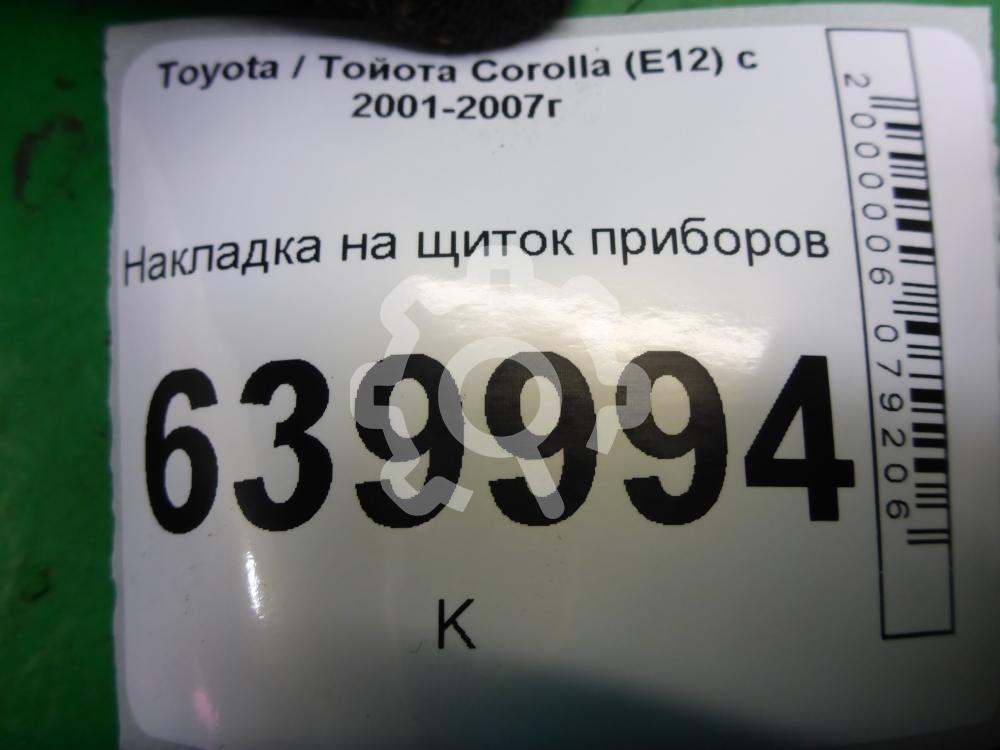 Toyota / Тойота Corolla (E12) с
2001-2007г
Накладка на щиток приборов
639994
К
2000006079206